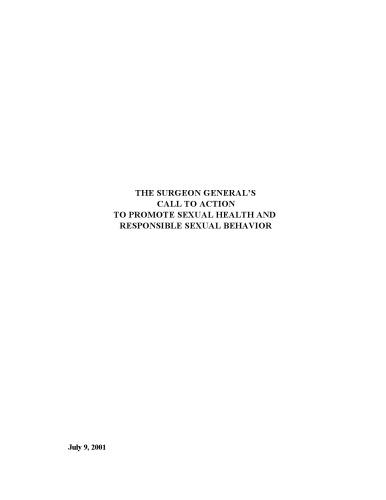 THE SURGEON GENERAL'S
CALL TO ACTION
TO PROMOTE SEXUAL HEALTH AND
RESPONSIBLE SEXUAL BEHAVIOR
July 9, 2001